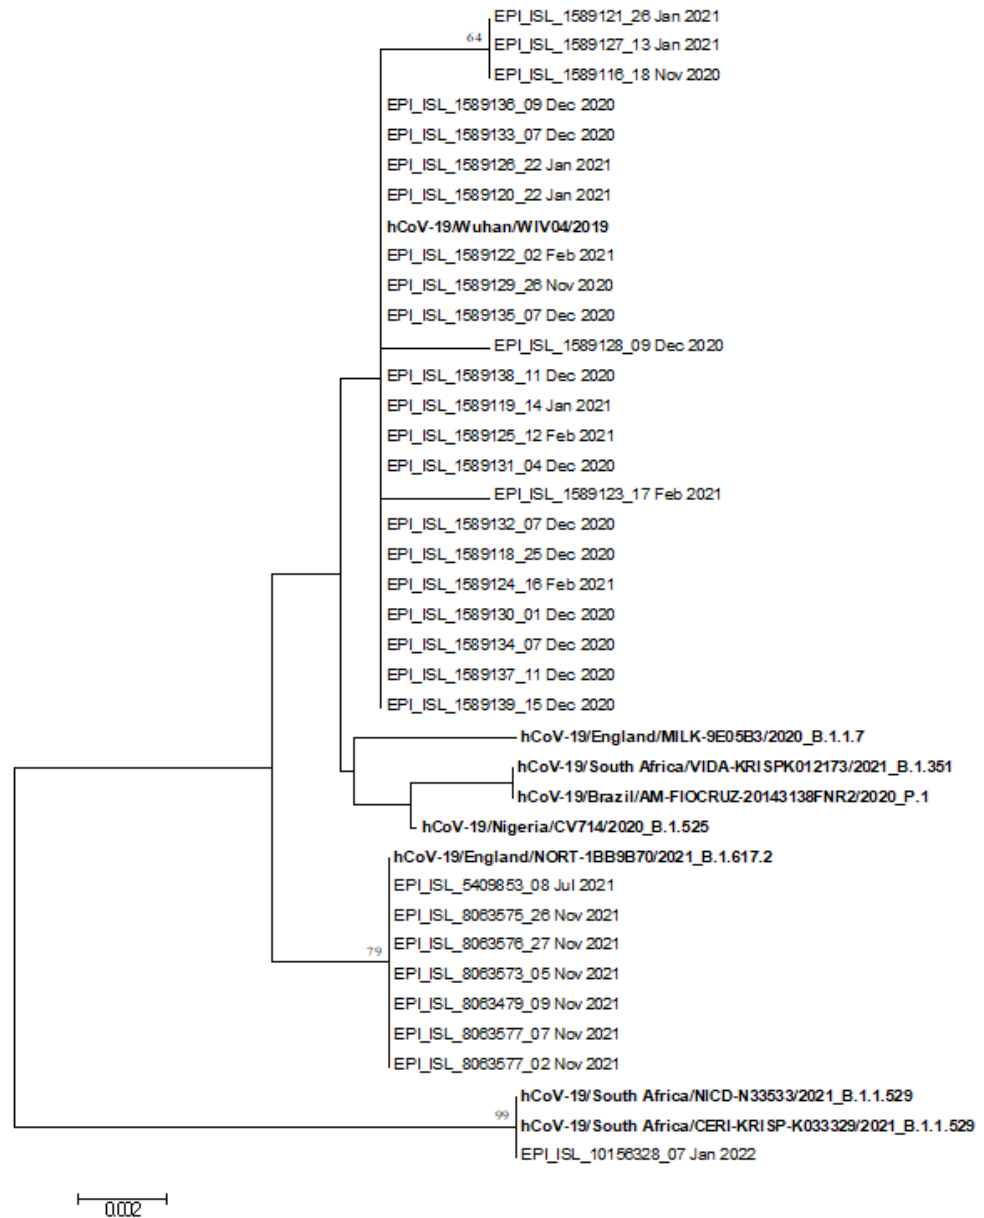 EPI_ISL_1589121_26 Jan 2021
64
EPI_ISL_1589127_13 Jan 2021
EPI_ISL_1589116_18 Nov 2020
EPI_ISL_1589136_09 Dec 2020
EPI_ISL_1589133_07 Dec 2020
EPI_ISL_1589126_22 Jan 2021
EPI_ISL_1589120_22 Jan 2021
hCoV-19/Wuhan/WIV04/2019
EPI_ISL_1589122_02 Feb 2021
EPI_ISL_1589129_26 Nov 2020
EPI_ISL_1589135_07 Dec 2020
EPI_ISL_1589128_09 Dec 2020
EPI_ISL_1589138_11 Dec 2020
EPI_ISL_1589119_14 Jan 2021
EPI_ISL_1589125_12 Feb 2021
EPI_ISL_1589131_04 Dec 2020
EPI_ISL_1589123_17 Feb 2021
EPI_ISL_1589132_07 Dec 2020
EPI_ISL_1589118_25 Dec 2020
EPI_ISL_1589124_16 Feb 2021
EPI_ISL_1589130_01 Dec 2020
EPI_ISL_1589134_07 Dec 2020
EPI_ISL_1589137_11 Dec 2020
EPI_ISL_1589139_15 Dec 2020
hCoV-19/England/MILK-9E05B3/2020_B.1.1.7
hCoV-19/South Africa/VIDA-KRISPK012173/2021_B.1.351
hCoV-19/Brazil/AM-FIOCRUZ-20143138FNR2/2020_P.1
hCoV-19/Nigeria/CV714/2020_B.1.525
hCoV-19/England/NORT-1BB9B70/2021_B.1.617.2
EPI_ISL_5409853_08 Jul 2021
EPI_ISL_8063575_26 Nov 2021
EPI_ISL_8063576_27 Nov 2021
79
EPI_ISL_8063573_05 Nov 2021
EPI_ISL_8063479_09 Nov 2021
EPI_ISL_8063577_07 Nov 2021
EPI_ISL_8063577_02 Nov 2021
hCoV-19/South Africa/NICD-N33533/2021_B.1.1.529
99
hCoV-19/South Africa/CERI-KRISP-K033329/2021_B.1.1.529
EPI_ISL_10156328_07 Jan 2022
0.002